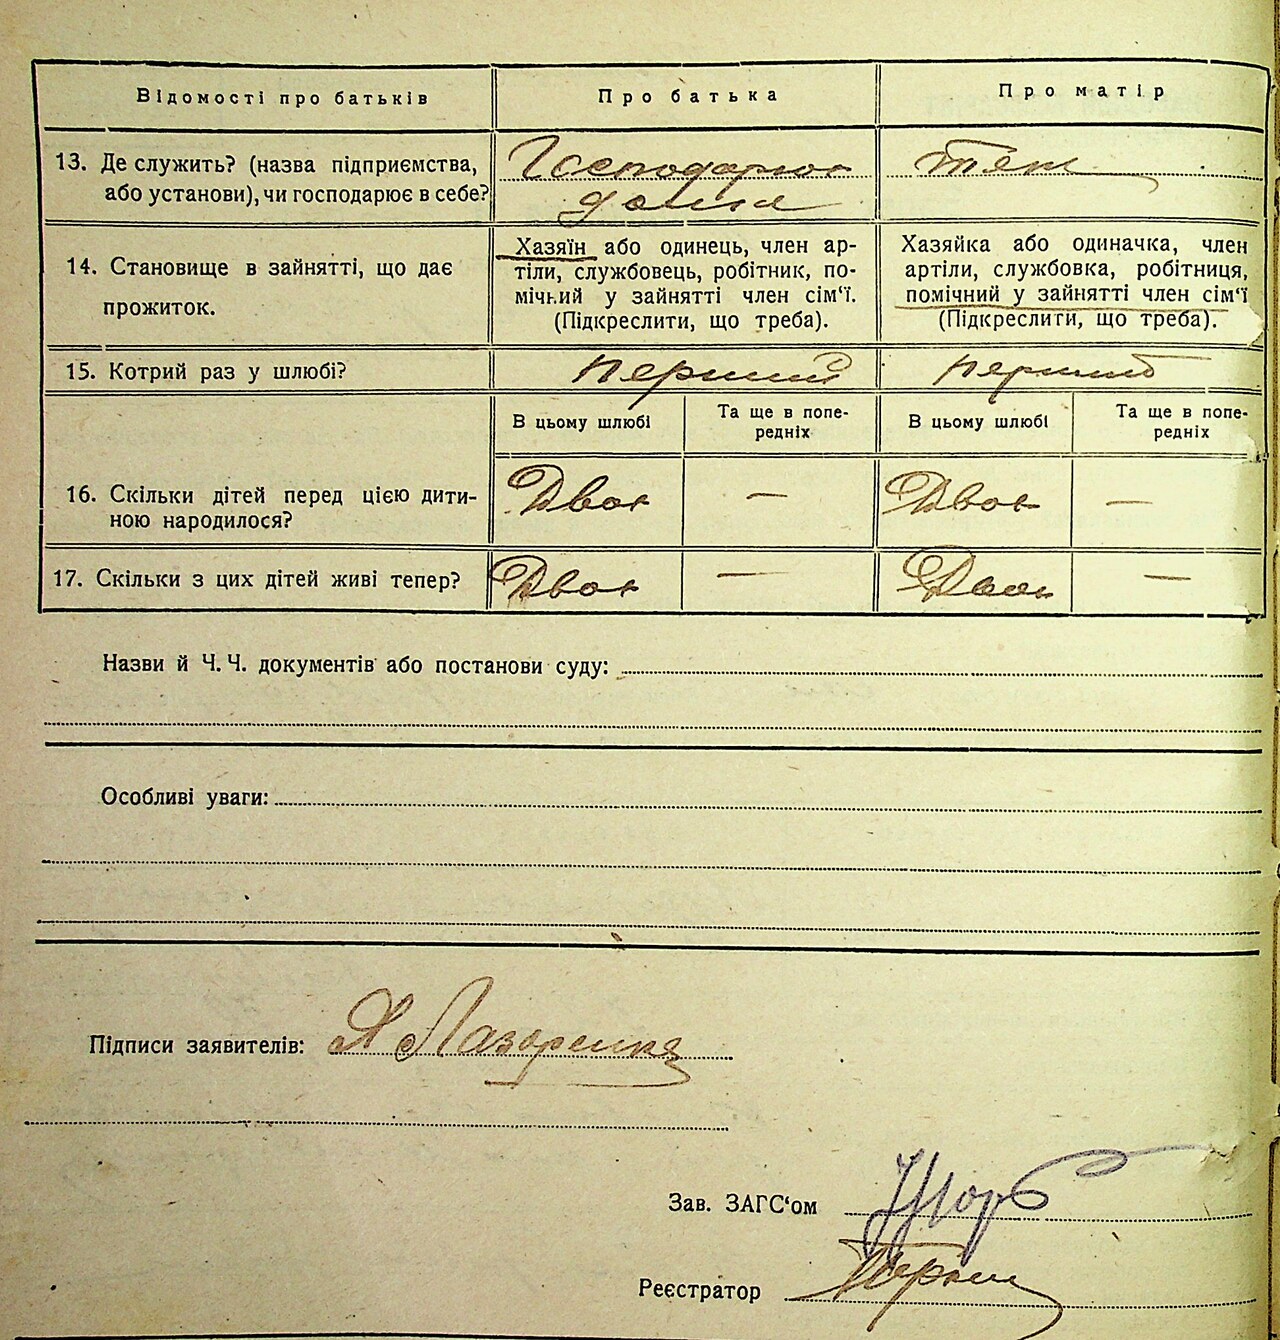 Відомості про батьків
Про батька
Про матір
13. Де служить? (назва підприємства,
або установи), чи господарює в себе?
Господарює
дома
теж
14. Становище в зайнятті, що дає
прожиток.
Хазяїн або одинець, член ар-
тіли, службовець, робітник, по-
мічний у зайнятті член сім‘ї.
(Підкреслити, що треба).
Хазяйка або одиначка, член
артіли, службовка, робітниця,
помічний у зайнятті член сім‘ї
(Підкреслити, що треба).
15. Котрий раз у шлюбі?
перший
перший
В цьому шлюбі
Та ще в попе-
редніх
В цьому шлюбі
Та ще в попе-
редніх
16. Скільки дітей перед цією дити-
ною народилося?
Двоє
—
Двоє
—
17. Скільки з цих дітей живі тепер?
Двоє
—
Двоє
—
Назви й Ч. Ч. документів або постанови суду:
Особливі уваги:
Підписи заявителів: Я Лазаренко
Зав. ЗАГС‘ом
Реєстратор